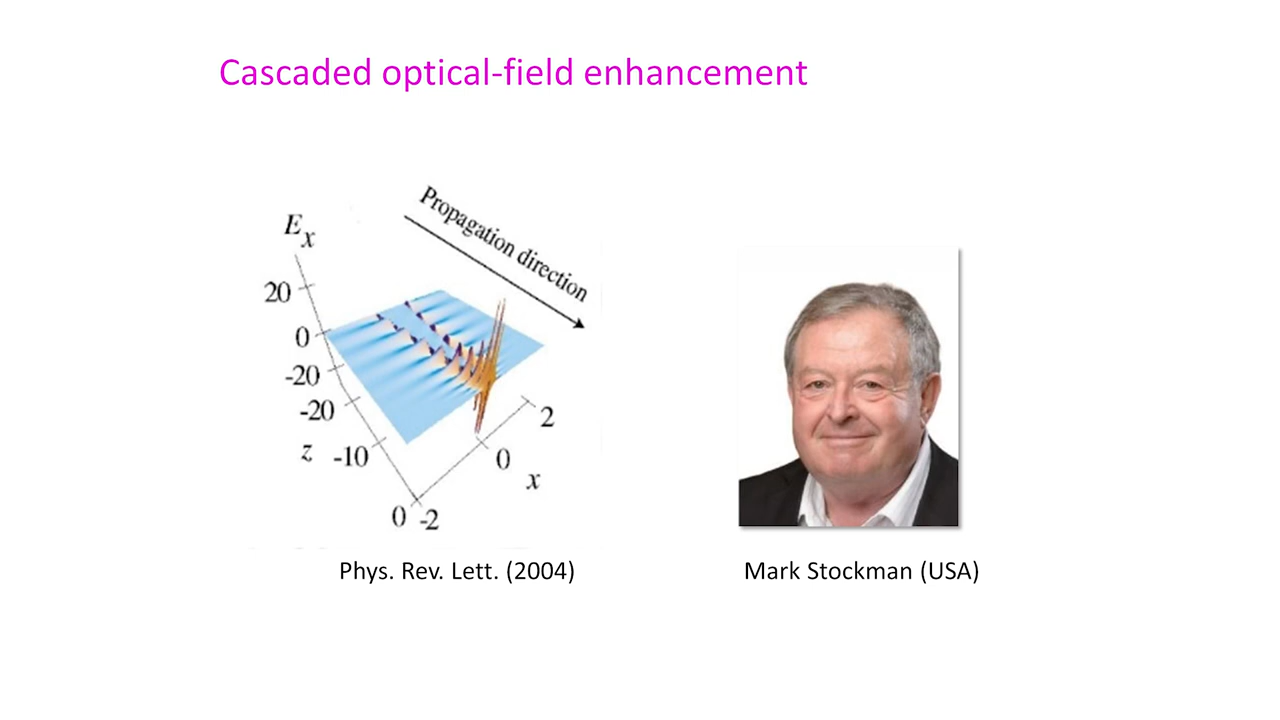 Cascaded optical-field enhancement
Propagation direction
Ex
20
0
-20
-20
z
-10
0
-2
0
2
x
Phys. Rev. Lett. (2004)
Mark Stockman (USA)